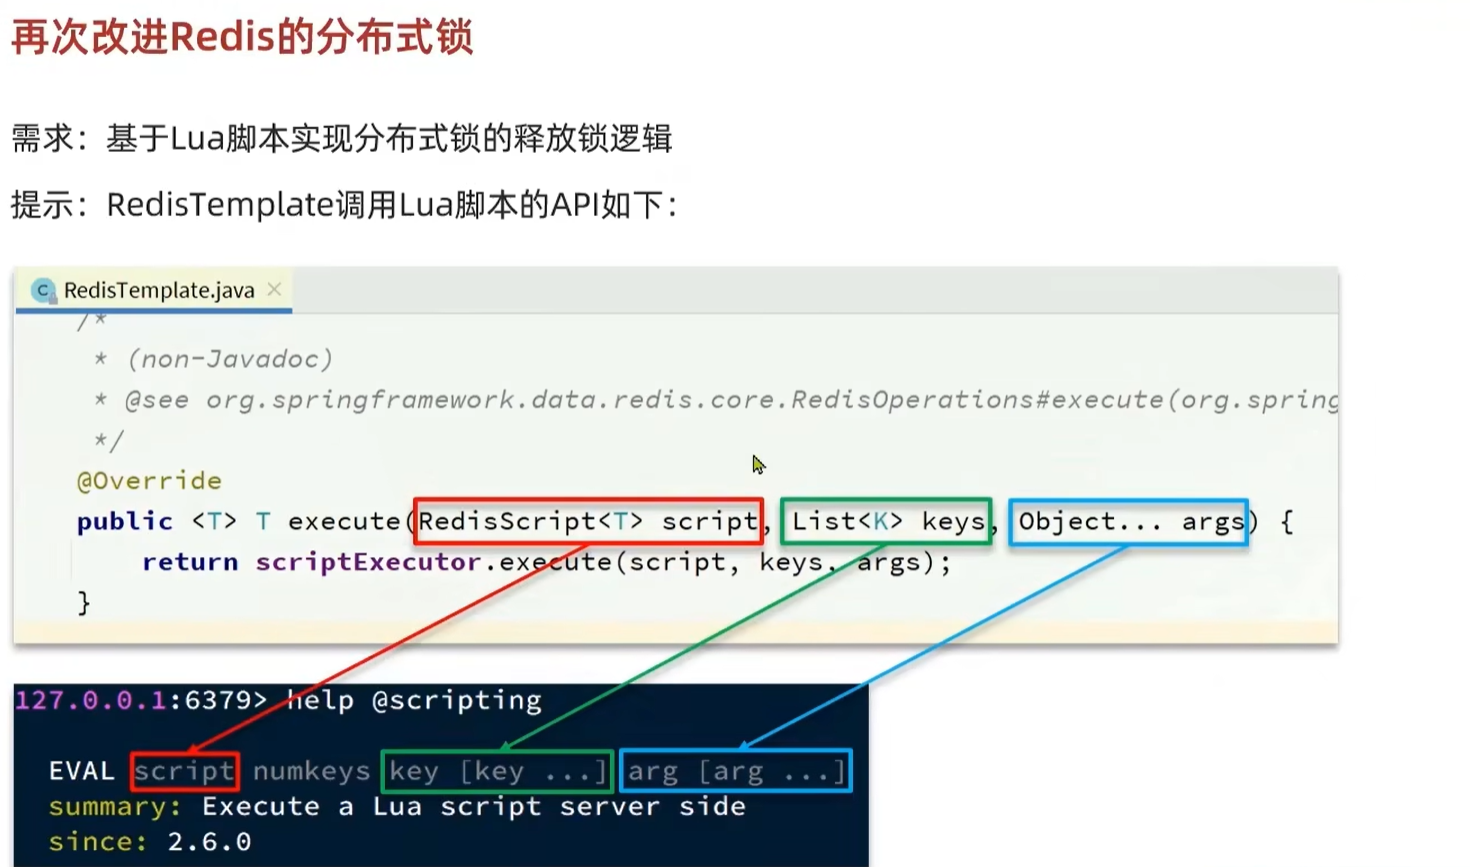 再次改进Redis的分布式锁
需求：基于Lua脚本实现分布式锁的释放锁逻辑
提示：RedisTemplate调用Lua脚本的API如下：
RedisTemplate.java
/*
* (non-Javadoc)
* @see org.springframework.data.redis.core.RedisOperations#execute(org.spring
*/
@Override
public <T> T execute(RedisScript<T> script, List<K> keys, Object... args) {
return scriptExecutor.execute(script, keys, args);
}
127.0.0.1:6379> help @scripting
EVAL script numkeys key [key ...] arg [arg ...]
summary: Execute a Lua script server side
since: 2.6.0